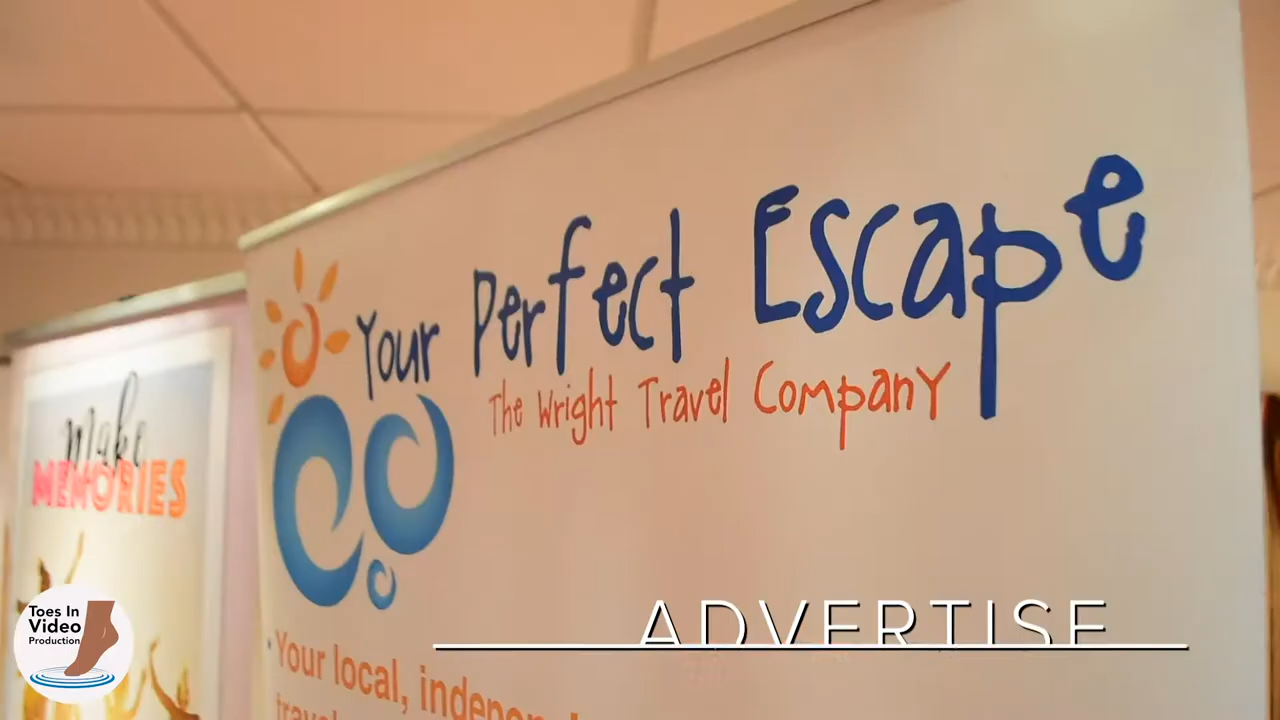 Your Perfect Escape
The Wright Travel Company
Make
MEMORIES
Toes In
Video
Production
Your local,
ADVERTISE